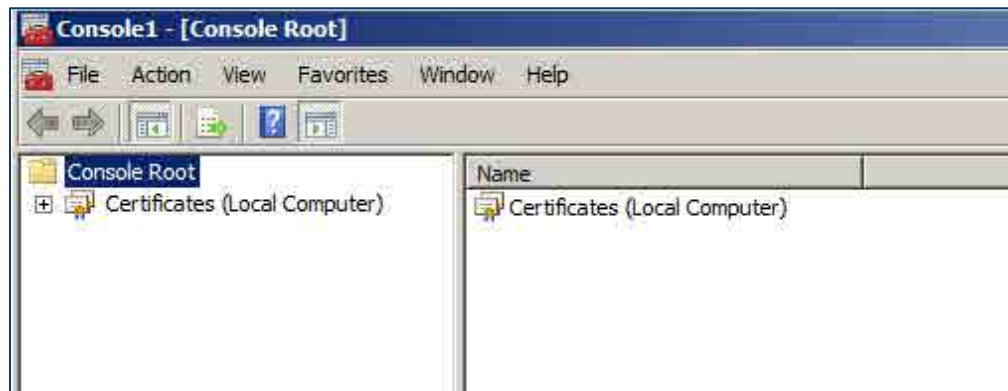 Console1 - [Console Root]
File Action View Favorites Window Help
Console Root
Certificates (Local Computer)
Name
Certificates (Local Computer)